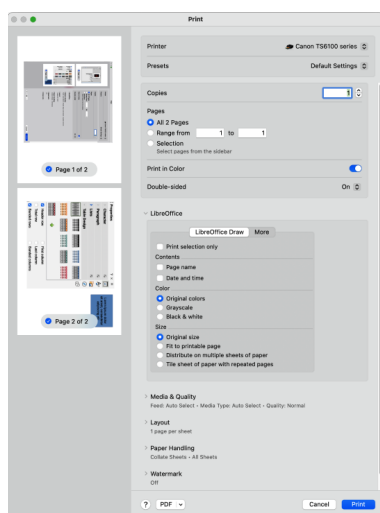 Print
Printer
Canon TS6100 series
Presets
Default Settings
Copies
1
Pages
All 2 Pages
Range from 1 to 1
Selection
Select pages from the sidebar
Print in Color
Double-sided
On
LibreOffice
LibreOffice Draw More
Print selection only
Contents
Page name
Date and time
Color
Original colors
Grayscale
Black & white
Size
Original size
Fit to printable page
Distribute on multiple sheets of paper
Tile sheet of paper with repeated pages
Media & Quality
Feed: Auto Select • Media Type: Auto Select • Quality: Normal
Layout
1 page per sheet
Paper Handling
Collate Sheets • All Sheets
Watermark
Off
? PDF Cancel Print
Page 1 of 2
Page 2 of 2